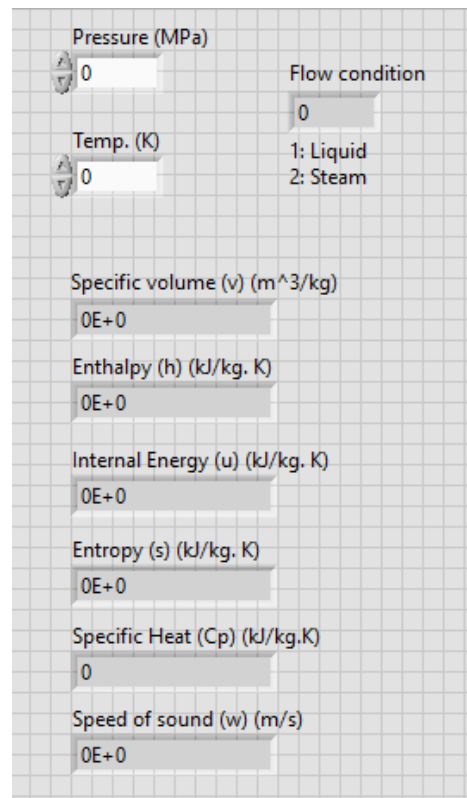 Pressure (MPa)
0
Flow condition
0
Temp. (K)
0
1: Liquid
2: Steam
Specific volume (v) (m^3/kg)
0E+0
Enthalpy (h) (kJ/kg. K)
0E+0
Internal Energy (u) (kJ/kg. K)
0E+0
Entropy (s) (kJ/kg. K)
0E+0
Specific Heat (Cp) (kJ/kg.K)
0
Speed of sound (w) (m/s)
0E+0